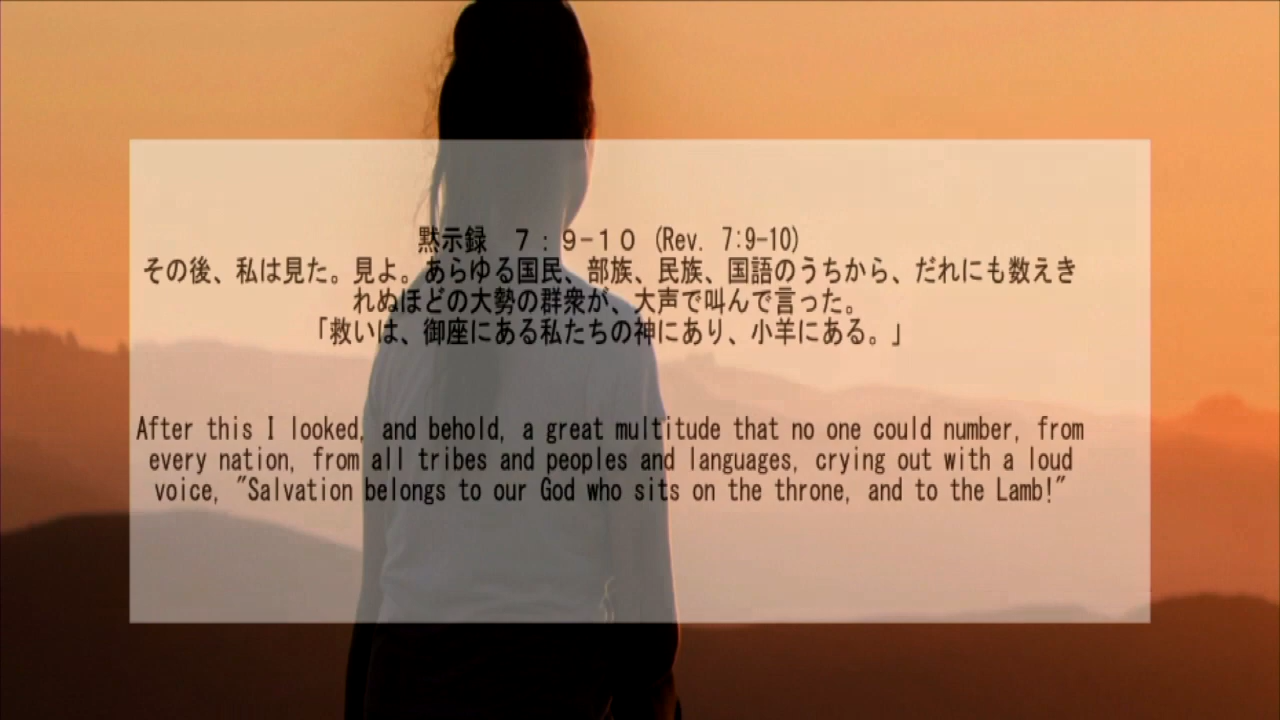 黙示録　７：９−１０ (Rev. 7:9-10)
その後、私は見た。見よ。あらゆる国民、部族、民族、国語のうちから、だれにも数えき
れぬほどの大勢の群衆が、大声で叫んで言った。
「救いは、御座にある私たちの神にあり、小羊にある。」
After this I looked, and behold, a great multitude that no one could number, from
every nation, from all tribes and peoples and languages, crying out with a loud
voice, "Salvation belongs to our God who sits on the throne, and to the Lamb!"